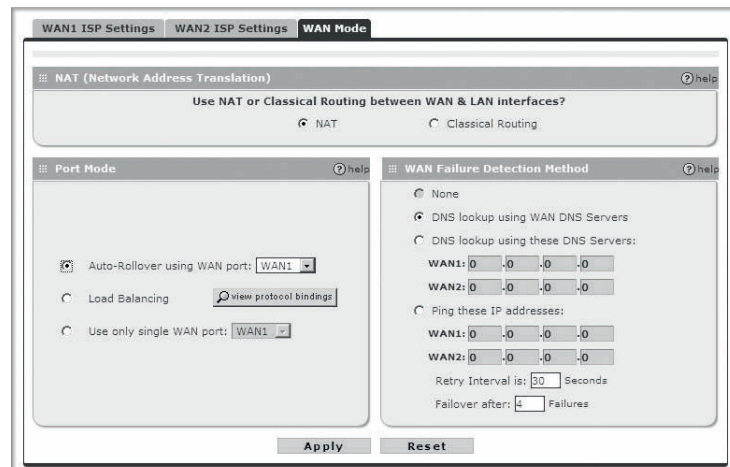 WAN1 ISP Settings WAN2 ISP Settings WAN Mode
NAT (Network Address Translation) help
Use NAT or Classical Routing between WAN & LAN interfaces?
NAT Classical Routing
Port Mode help
Auto-Rollover using WAN port: WAN1
Load Balancing view protocol bindings
Use only single WAN port: WAN1
WAN Failure Detection Method help
None
DNS lookup using WAN DNS Servers
DNS lookup using these DNS Servers:
WAN1: 0 .0 .0 .0
WAN2: 0 .0 .0 .0
Ping these IP addresses:
WAN1: 0 .0 .0 .0
WAN2: 0 .0 .0 .0
Retry Interval is: 30 Seconds
Failover after: 4 Failures
Apply Reset